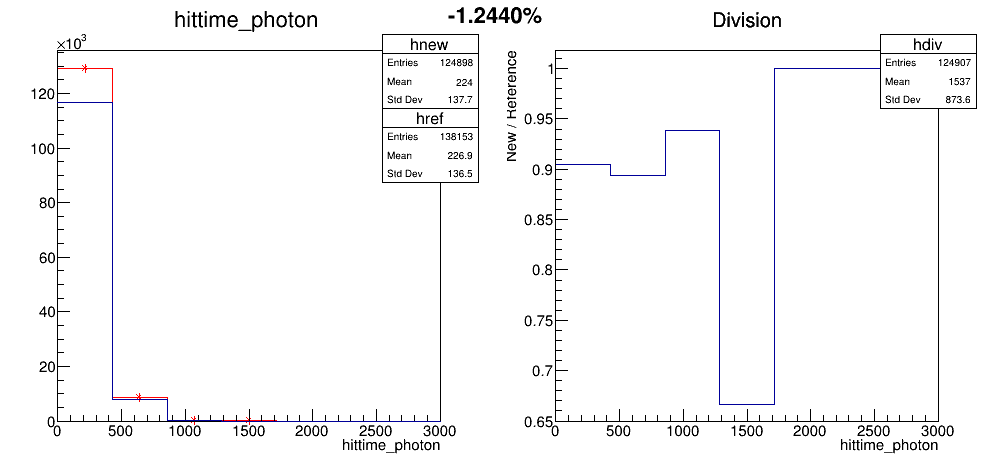 -1.2440%
hittime_photon
×10³
hnew
Entries 124898
Mean 224
Std Dev 137.7
href
Entries 138153
Mean 226.9
Std Dev 136.5
120
100
80
60
40
20
0
0 500 1000 1500 2000 2500 3000
hittime_photon
Division
hdiv
Entries 124907
Mean 1537
Std Dev 873.6
New / Reference
1
0.95
0.9
0.85
0.8
0.75
0.7
0.65
0 500 1000 1500 2000 2500 3000
hittime_photon